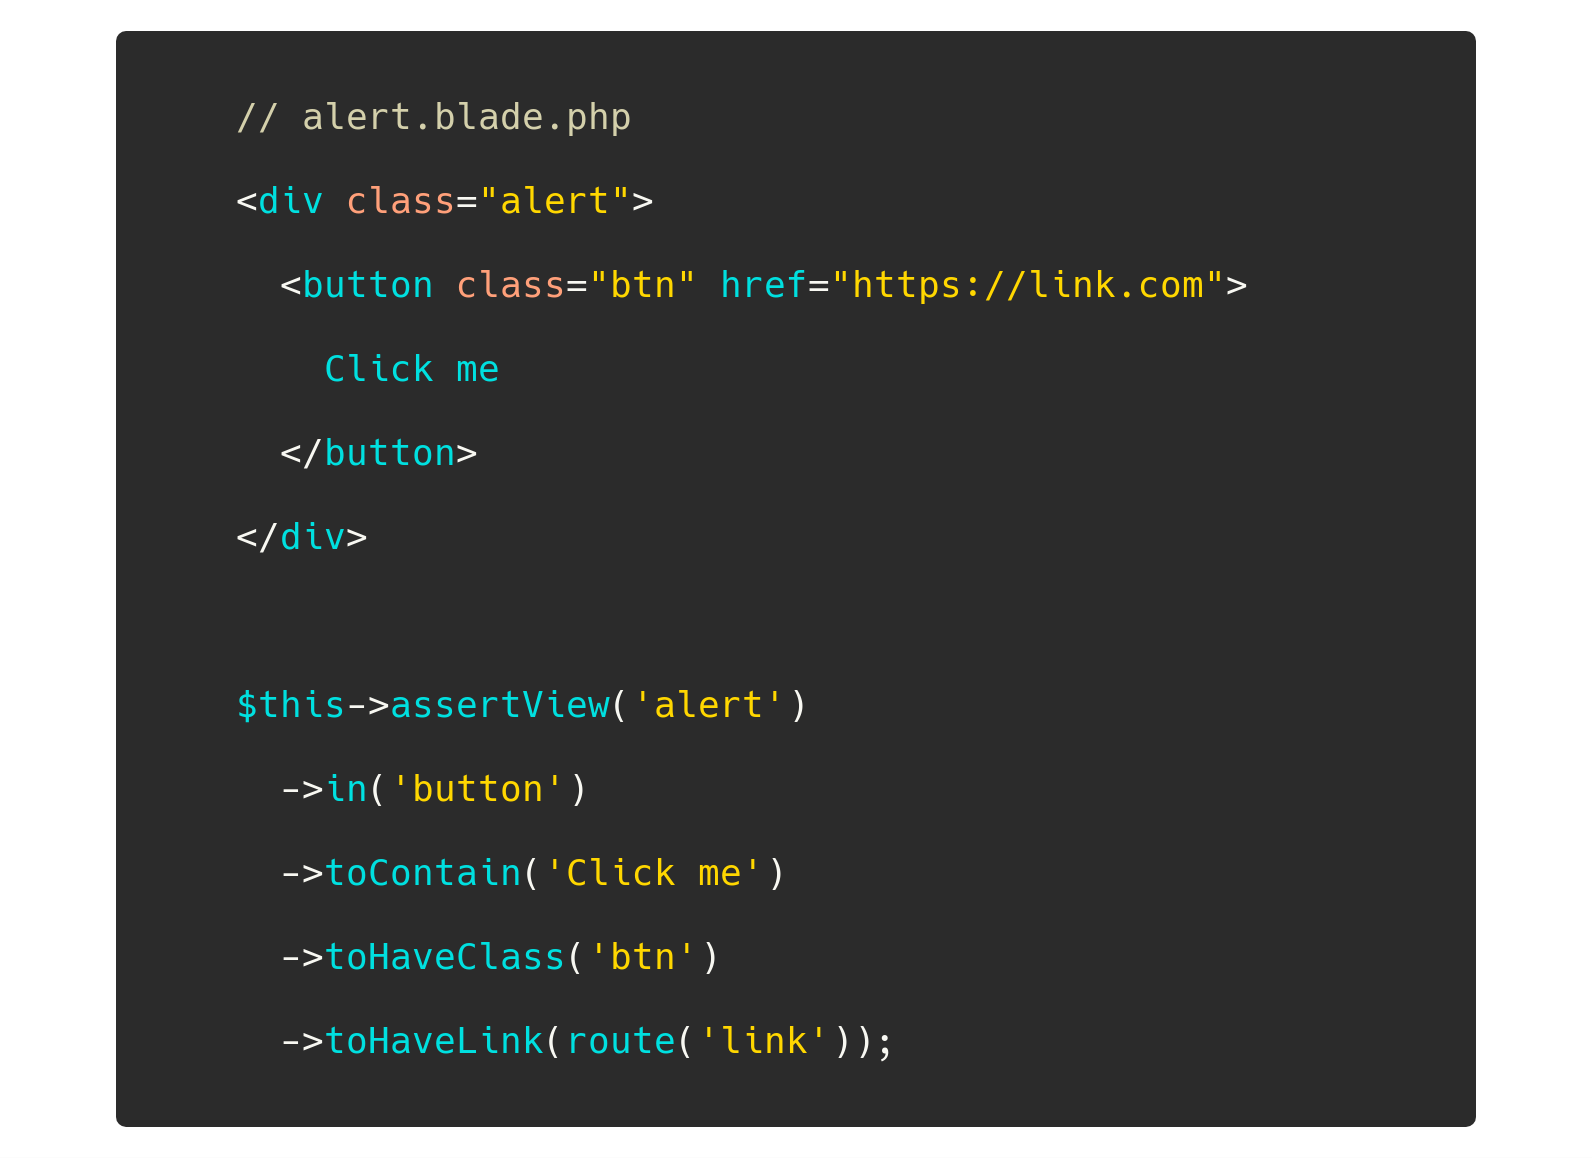 // alert.blade.php
<div class="alert">
  <button class="btn" href="https://link.com">
    Click me
  </button>
</div>

$this->assertView('alert')
  ->in('button')
  ->toContain('Click me')
  ->toHaveClass('btn')
  ->toHaveLink(route('link'));